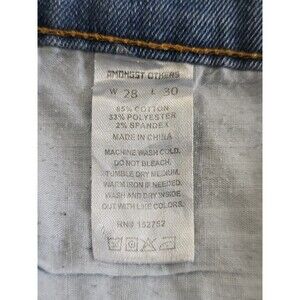 AMONGST OTHERS
W 28 L 30
65% COTTON
33% POLYESTER
2% SPANDEX
MADE IN CHINA
MACHINE WASH COLD.
DO NOT BLEACH.
TUMBLE DRY MEDIUM.
WARM IRON IF NEEDED.
WASH AND DRY INSIDE
OUT WITH LIKE COLORS.
RN# 152752